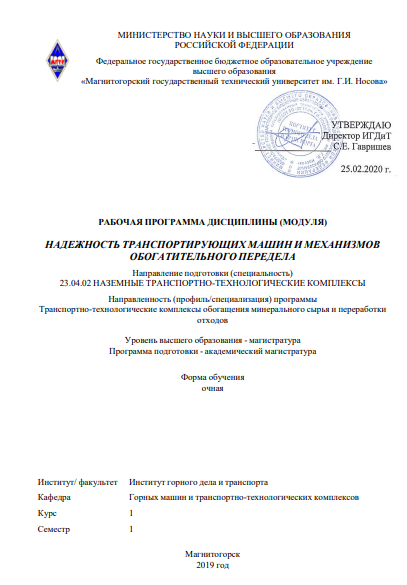 МИНИСТЕРСТВО НАУКИ И ВЫСШЕГО ОБРАЗОВАНИЯ
РОССИЙСКОЙ ФЕДЕРАЦИИ
Федеральное государственное бюджетное образовательное учреждение
высшего образования
«Магнитогорский государственный технический университет им. Г.И. Носова»
УТВЕРЖДАЮ
Директор ИГДиТ
С.Е. Гавришев
25.02.2020 г.
РАБОЧАЯ ПРОГРАММА ДИСЦИПЛИНЫ (МОДУЛЯ)
НАДЕЖНОСТЬ ТРАНСПОРТИРУЮЩИХ МАШИН И МЕХАНИЗМОВ
ОБОГАТИТЕЛЬНОГО ПЕРЕДЕЛА
Направление подготовки (специальность)
23.04.02 НАЗЕМНЫЕ ТРАНСПОРТНО-ТЕХНОЛОГИЧЕСКИЕ КОМПЛЕКСЫ
Направленность (профиль/специализация) программы
Транспортно-технологические комплексы обогащения минерального сырья и переработки
отходов
Уровень высшего образования - магистратура
Программа подготовки - академический магистратура
Форма обучения
очная
Институт/ факультет Институт горного дела и транспорта
Кафедра Горных машин и транспортно-технологических комплексов
Курс 1
Семестр 1
Магнитогорск
2019 год